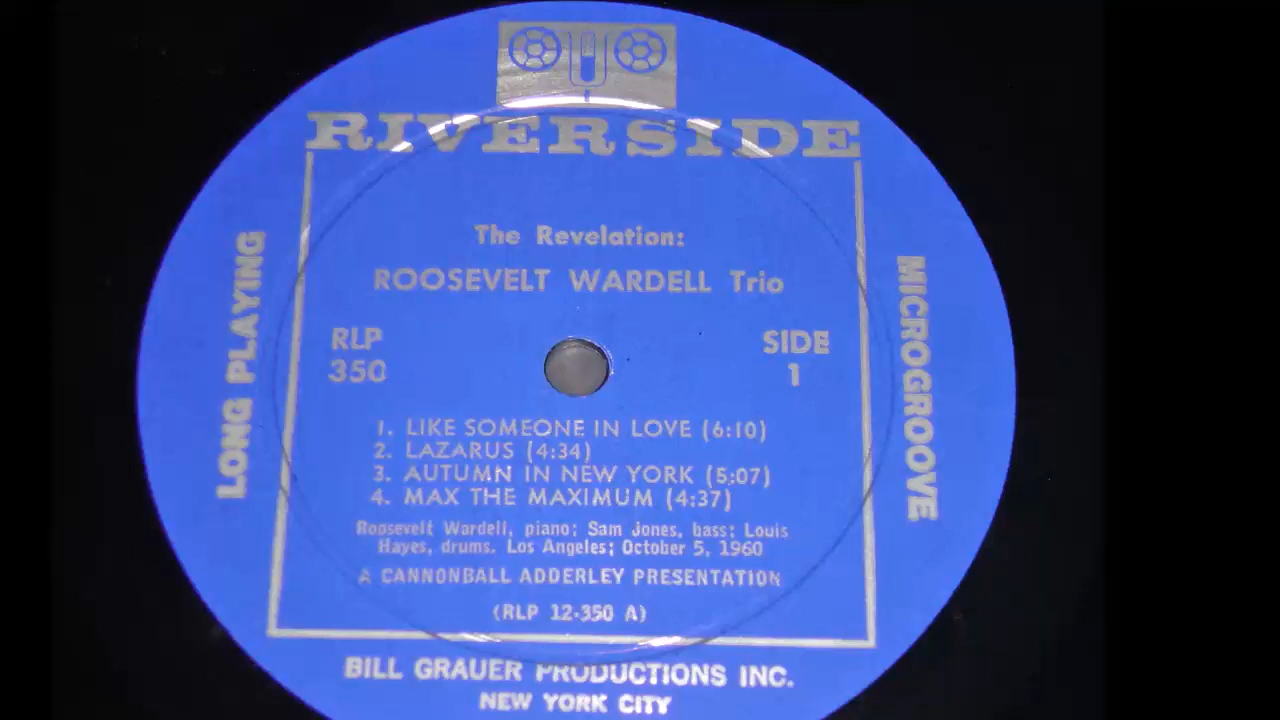 RIVERSIDE
The Revelation:
ROOSEVELT WARDELL Trio
RLP
350
SIDE
1
LONG PLAYING
MICROGROOVE
1. LIKE SOMEONE IN LOVE (6:10)
2. LAZARUS (4:34)
3. AUTUMN IN NEW YORK (5:07)
4. MAX THE MAXIMUM (4:37)
Roosevelt Wardell, piano; Sam Jones, bass; Louis
Hayes, drums. Los Angeles; October 5, 1960
A CANNONBALL ADDERLEY PRESENTATION
(RLP 12-350 A)
BILL GRAUER PRODUCTIONS INC.
NEW YORK CITY